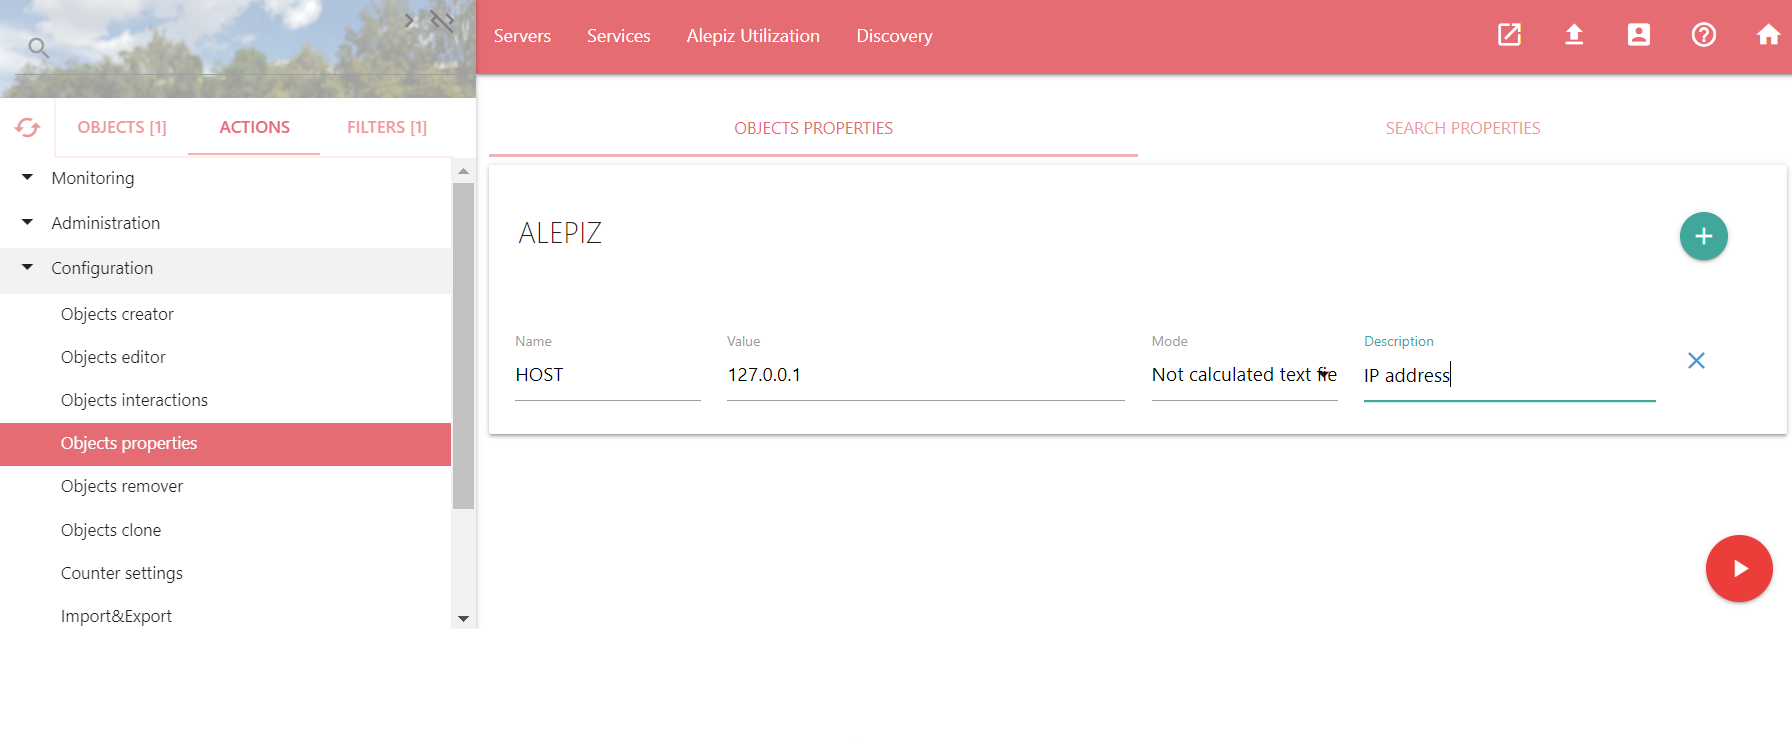 Servers Services Alepiz Utilization Discovery
OBJECTS [1] ACTIONS FILTERS [1]
Monitoring
Administration
Configuration
Objects creator
Objects editor
Objects interactions
Objects properties
Objects remover
Objects clone
Counter settings
Import&Export
OBJECTS PROPERTIES SEARCH PROPERTIES
ALEPIZ
Name Value Mode Description
HOST 127.0.0.1 Not calculated text fie IP address